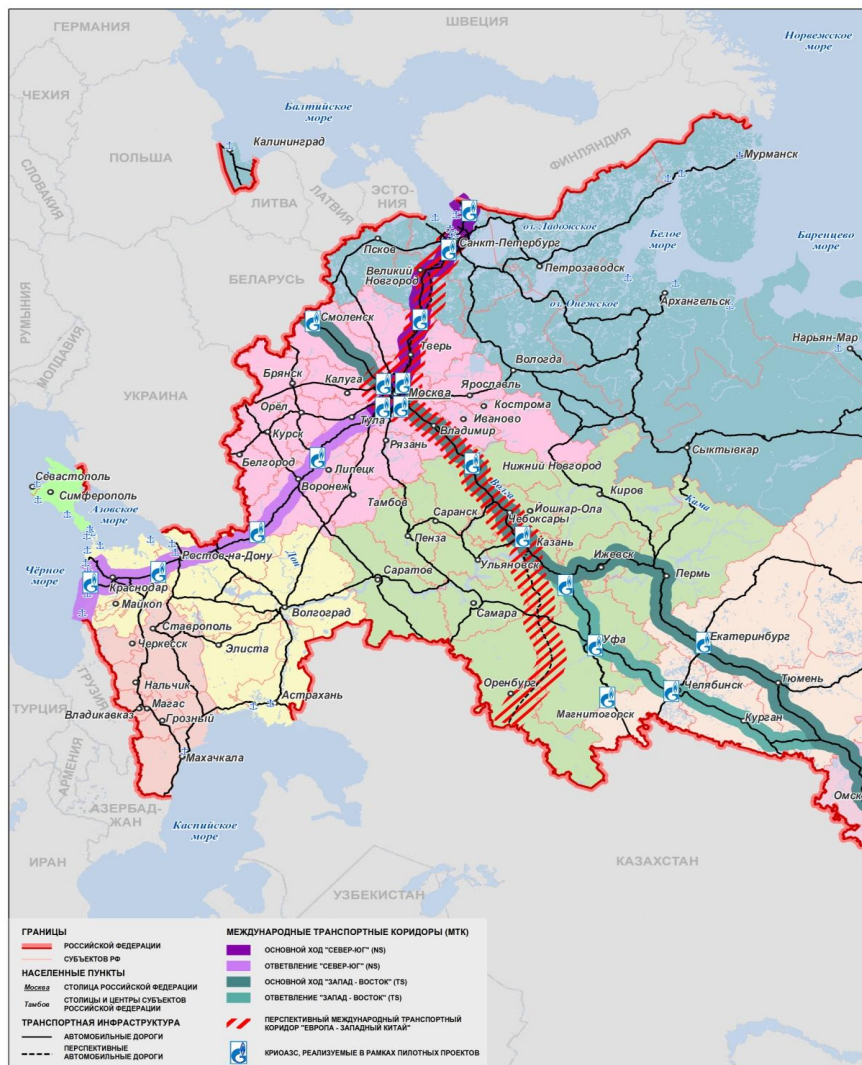 ГЕРМАНИЯ
ШВЕЦИЯ
Норвежское
море
ЧЕХИЯ
Балтийское
море
Калининград
ПОЛЬША
ФИНЛЯНДИЯ
Мурманск
СЛОВАКИЯ
ЛИТВА
ЛАТВИЯ
ЭСТО-
НИЯ
оз. Ладожское
Белое
море
Баренцево
море
Псков
Санкт-Петербург
Великий
Новгород
Петрозаводск
БЕЛАРУСЬ
оз. Онежское
Архангельск
РУМЫНИЯ
Смоленск
Нарьян-Мар
МОЛДАВИЯ
Тверь
Вологда
Брянск
Калуга
Москва
Ярославль
УКРАИНА
Кострома
Орёл
Тула
Иваново
Владимир
Курск
Рязань
Сыктывкар
Белгород
Липецк
Нижний Новгород
Севастополь
Симферополь
Воронеж
Волга
Киров
Кама
Тамбов
Азовское
море
Саранск
Йошкар-Ола
Чебоксары
Ростов-на-Дону
Дон
Пенза
Казань
Чёрное
море
Ульяновск
Ижевск
Краснодар
Саратов
Пермь
Майкоп
Волгоград
Самара
Ставрополь
Черкесск
Элиста
Уфа
Екатеринбург
ГРУЗИЯ
Нальчик
Оренбург
Челябинск
Тюмень
ТУРЦИЯ
Магас
Астрахань
Магнитогорск
Владикавказ
Грозный
Курган
АРМЕНИЯ
Махачкала
Омск
АЗЕРБАД-
ЖАН
Каспийское
море
ИРАН
УЗБЕКИСТАН
КАЗАХСТАН
ГРАНИЦЫ
РОССИЙСКОЙ ФЕДЕРАЦИИ
СУБЪЕКТОВ РФ
НАСЕЛЕННЫЕ ПУНКТЫ
Москва СТОЛИЦА РОССИЙСКОЙ ФЕДЕРАЦИИ
Тамбов СТОЛИЦЫ И ЦЕНТРЫ СУБЪЕКТОВ
РОССИЙСКОЙ ФЕДЕРАЦИИ
ТРАНСПОРТНАЯ ИНФРАСТРУКТУРА
АВТОМОБИЛЬНЫЕ ДОРОГИ
ПЕРСПЕКТИВНЫЕ
АВТОМОБИЛЬНЫЕ ДОРОГИ
МЕЖДУНАРОДНЫЕ ТРАНСПОРТНЫЕ КОРИДОРЫ (МТК)
ОСНОВНОЙ ХОД "СЕВЕР-ЮГ" (NS)
ОТВЕТВЛЕНИЕ "СЕВЕР-ЮГ" (NS)
ОСНОВНОЙ ХОД "ЗАПАД - ВОСТОК" (TS)
ОТВЕТВЛЕНИЕ "ЗАПАД - ВОСТОК" (TS)
ПЕРСПЕКТИВНЫЙ МЕЖДУНАРОДНЫЙ ТРАНСПОРТНЫЙ
КОРИДОР "ЕВРОПА - ЗАПАДНЫЙ КИТАЙ"
КРИОАЗС, РЕАЛИЗУЕМЫЕ В РАМКАХ ПИЛОТНЫХ ПРОЕКТОВ